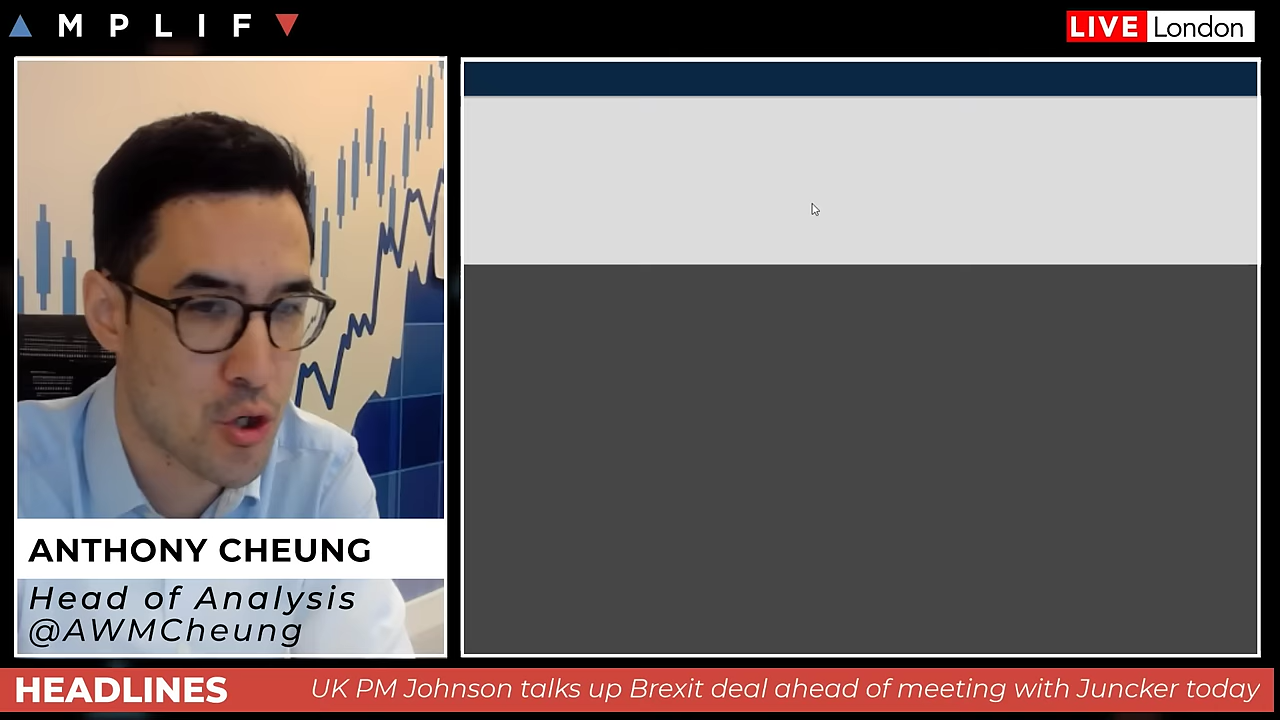 AMPLIFY
LIVE London
ANTHONY CHEUNG
Head of Analysis
@AWMCheung
HEADLINES UK PM Johnson talks up Brexit deal ahead of meeting with Juncker today